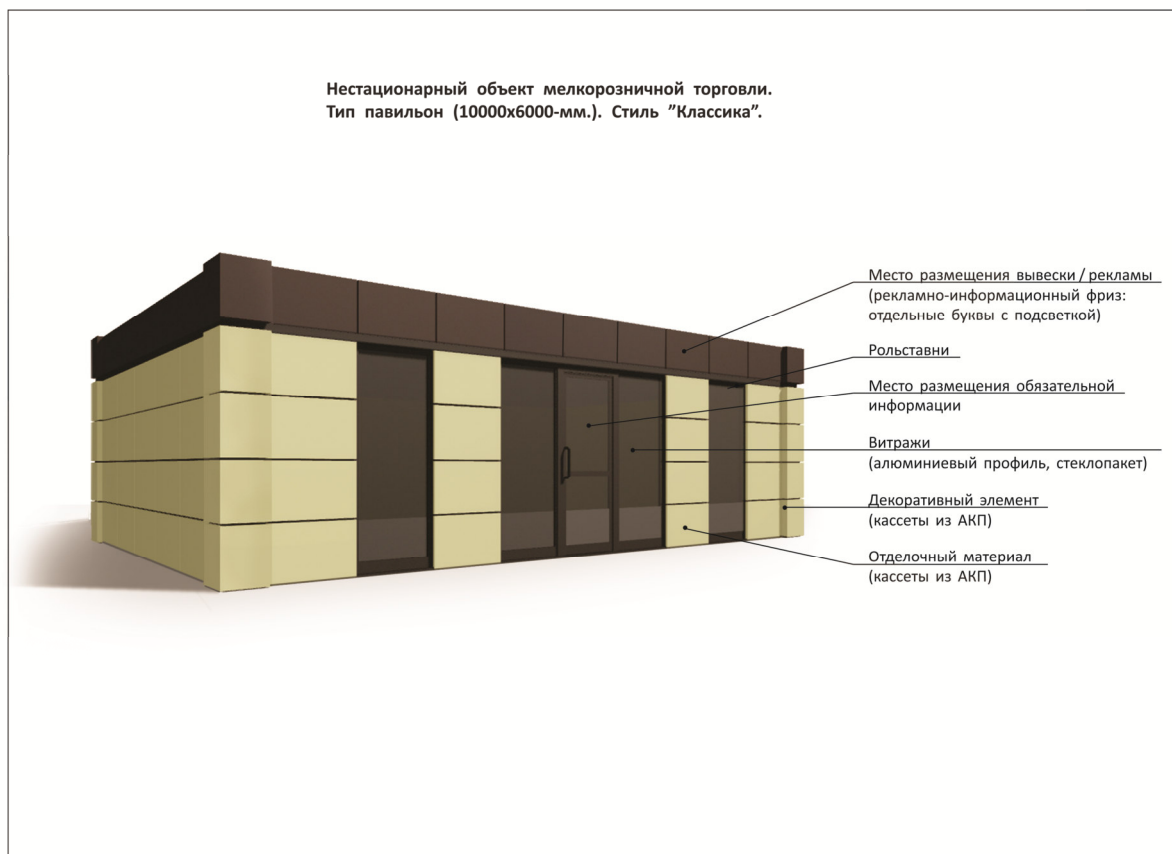 Нестационарный объект мелкорозничной торговли.
Тип павильон (10000х6000-мм.). Стиль ”Классика”.
Место размещения вывески / рекламы
(рекламно-информационный фриз:
отдельные буквы с подсветкой)
Рольставни
Место размещения обязательной
информации
Витражи
(алюминиевый профиль, стеклопакет)
Декоративный элемент
(кассеты из АКП)
Отделочный материал
(кассеты из АКП)